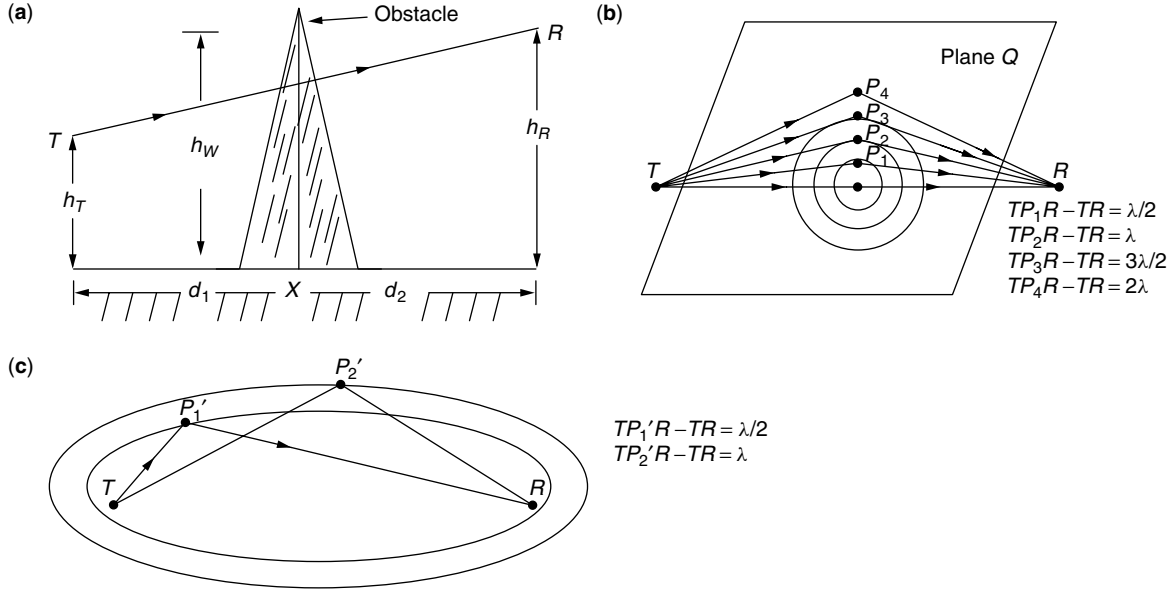 (a)
Obstacle
R
T
h_W
h_R
h_T
d_1 X d_2
(b)
Plane Q
P_4
P_3
P_2
P_1
T
R
TP_1R – TR = λ/2
TP_2R – TR = λ
TP_3R – TR = 3λ/2
TP_4R – TR = 2λ
(c)
P_2′
P_1′
T
R
TP_1′R – TR = λ/2
TP_2′R – TR = λ